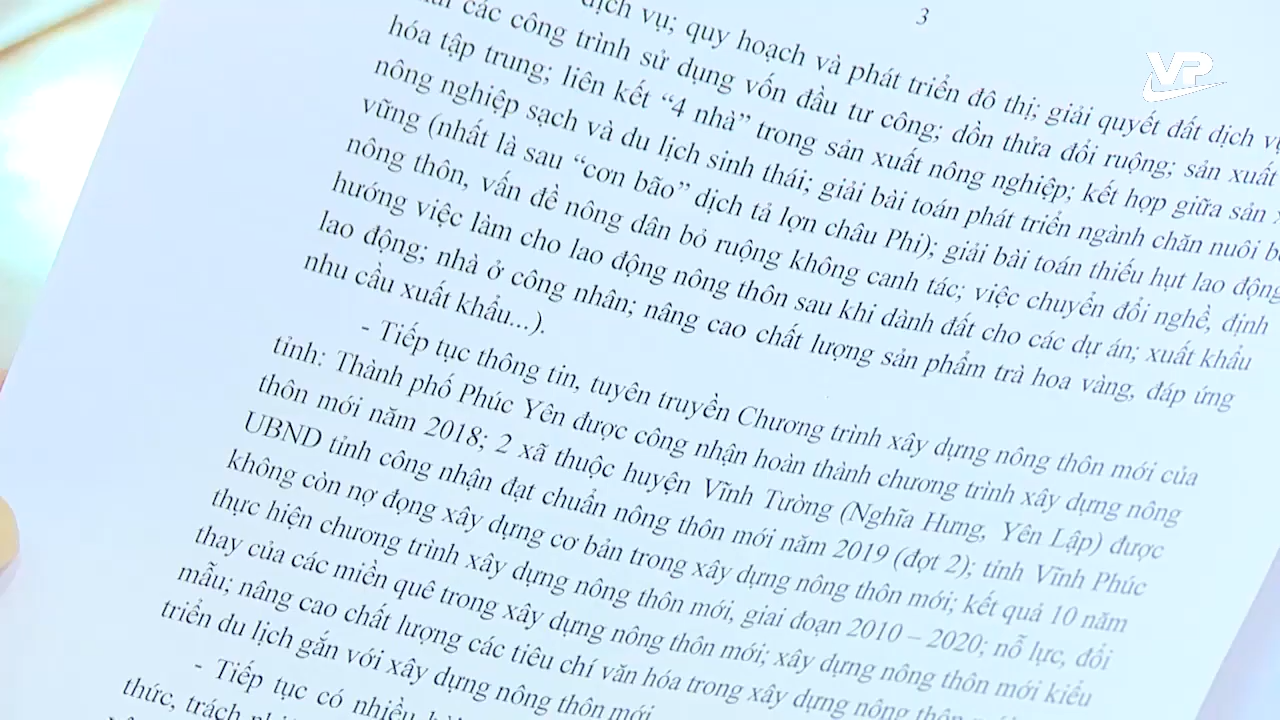 3
VP
dịch vụ; quy hoạch và phát triển đô thị; giải quyết đất dịch vụ
các công trình sử dụng vốn đầu tư công; dồn thửa đổi ruộng; sản xuất
hóa tập trung; liên kết “4 nhà” trong sản xuất nông nghiệp; kết hợp giữa sản
nông nghiệp sạch và du lịch sinh thái; giải bài toán phát triển ngành chăn nuôi
vững (nhất là sau “cơn bão” dịch tả lợn châu Phi); giải bài toán thiếu hụt lao động
nông thôn, vấn đề nông dân bỏ ruộng không canh tác; việc chuyển đổi nghề, định
hướng việc làm cho lao động nông thôn sau khi dành đất cho các dự án; xuất khẩu
lao động; nhà ở công nhân; nâng cao chất lượng sản phẩm trà hoa vàng, đáp ứng
nhu cầu xuất khẩu...).
- Tiếp tục thông tin, tuyên truyền Chương trình xây dựng nông thôn mới của
tỉnh: Thành phố Phúc Yên được công nhận hoàn thành chương trình xây dựng nông
thôn mới năm 2018; 2 xã thuộc huyện Vĩnh Tường (Nghĩa Hưng, Yên Lập) được
UBND tỉnh công nhận đạt chuẩn nông thôn mới năm 2019 (đợt 2); tỉnh Vĩnh Phúc
không còn nợ đọng xây dựng cơ bản trong xây dựng nông thôn mới; kết quả 10 năm
thực hiện chương trình xây dựng nông thôn mới, giai đoạn 2010 – 2020; nỗ lực, đổi
thay của các miền quê trong xây dựng nông thôn mới; xây dựng nông thôn mới kiểu
mẫu; nâng cao chất lượng các tiêu chí văn hóa trong xây dựng nông thôn
triển du lịch gắn với xây dựng nông thôn mới
- Tiếp tục có nhiều
thức, trách